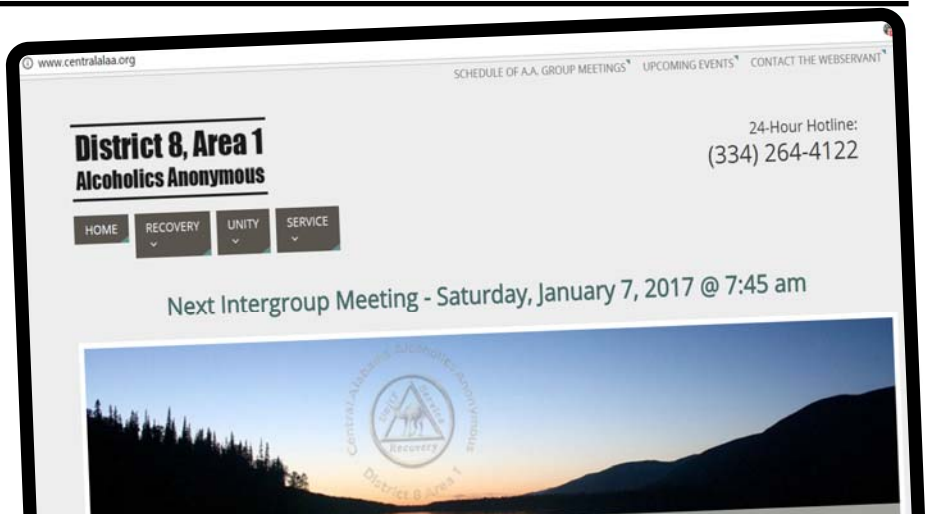 www.centralalaa.org
SCHEDULE OF A.A. GROUP MEETINGS UPCOMING EVENTS CONTACT THE WEBSERVANT
District 8, Area 1
Alcoholics Anonymous
24-Hour Hotline:
(334) 264-4122
HOME RECOVERY UNITY SERVICE
Next Intergroup Meeting - Saturday, January 7, 2017 @ 7:45 am
Central Alabama Alcoholics Anonymous
Unity Service
Recovery
District 8 Area 1